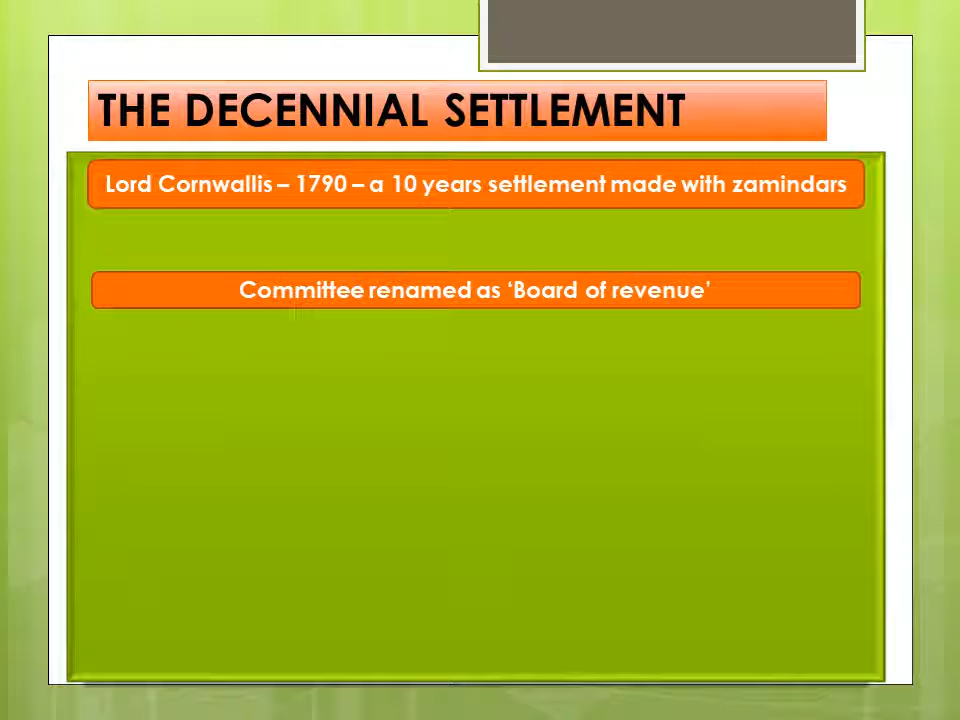 THE DECENNIAL SETTLEMENT
Lord Cornwallis – 1790 – a 10 years settlement made with zamindars
Committee renamed as ‘Board of revenue’